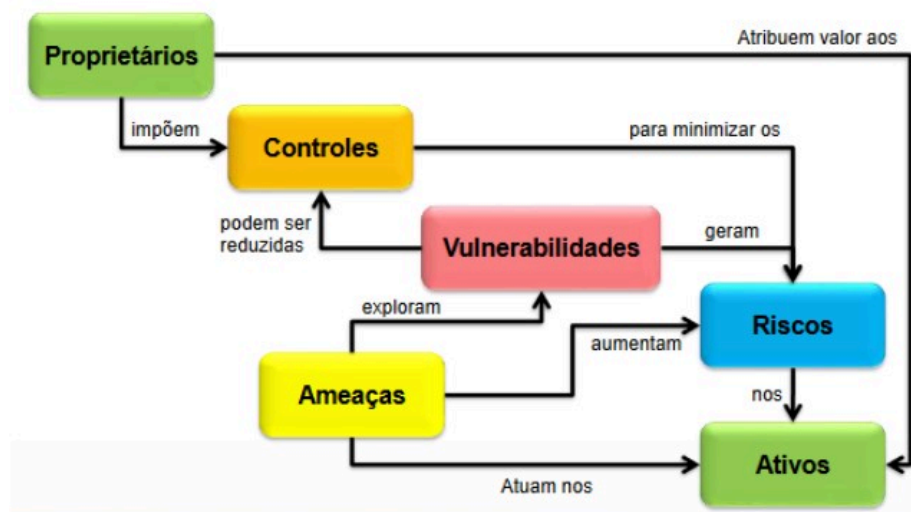 Atribuem valor aos
Proprietários
impõem
para minimizar os
Controles
podem ser
reduzidas
Vulnerabilidades
geram
exploram
Riscos
aumentam
Ameaças
nos
Ativos
Atuam nos